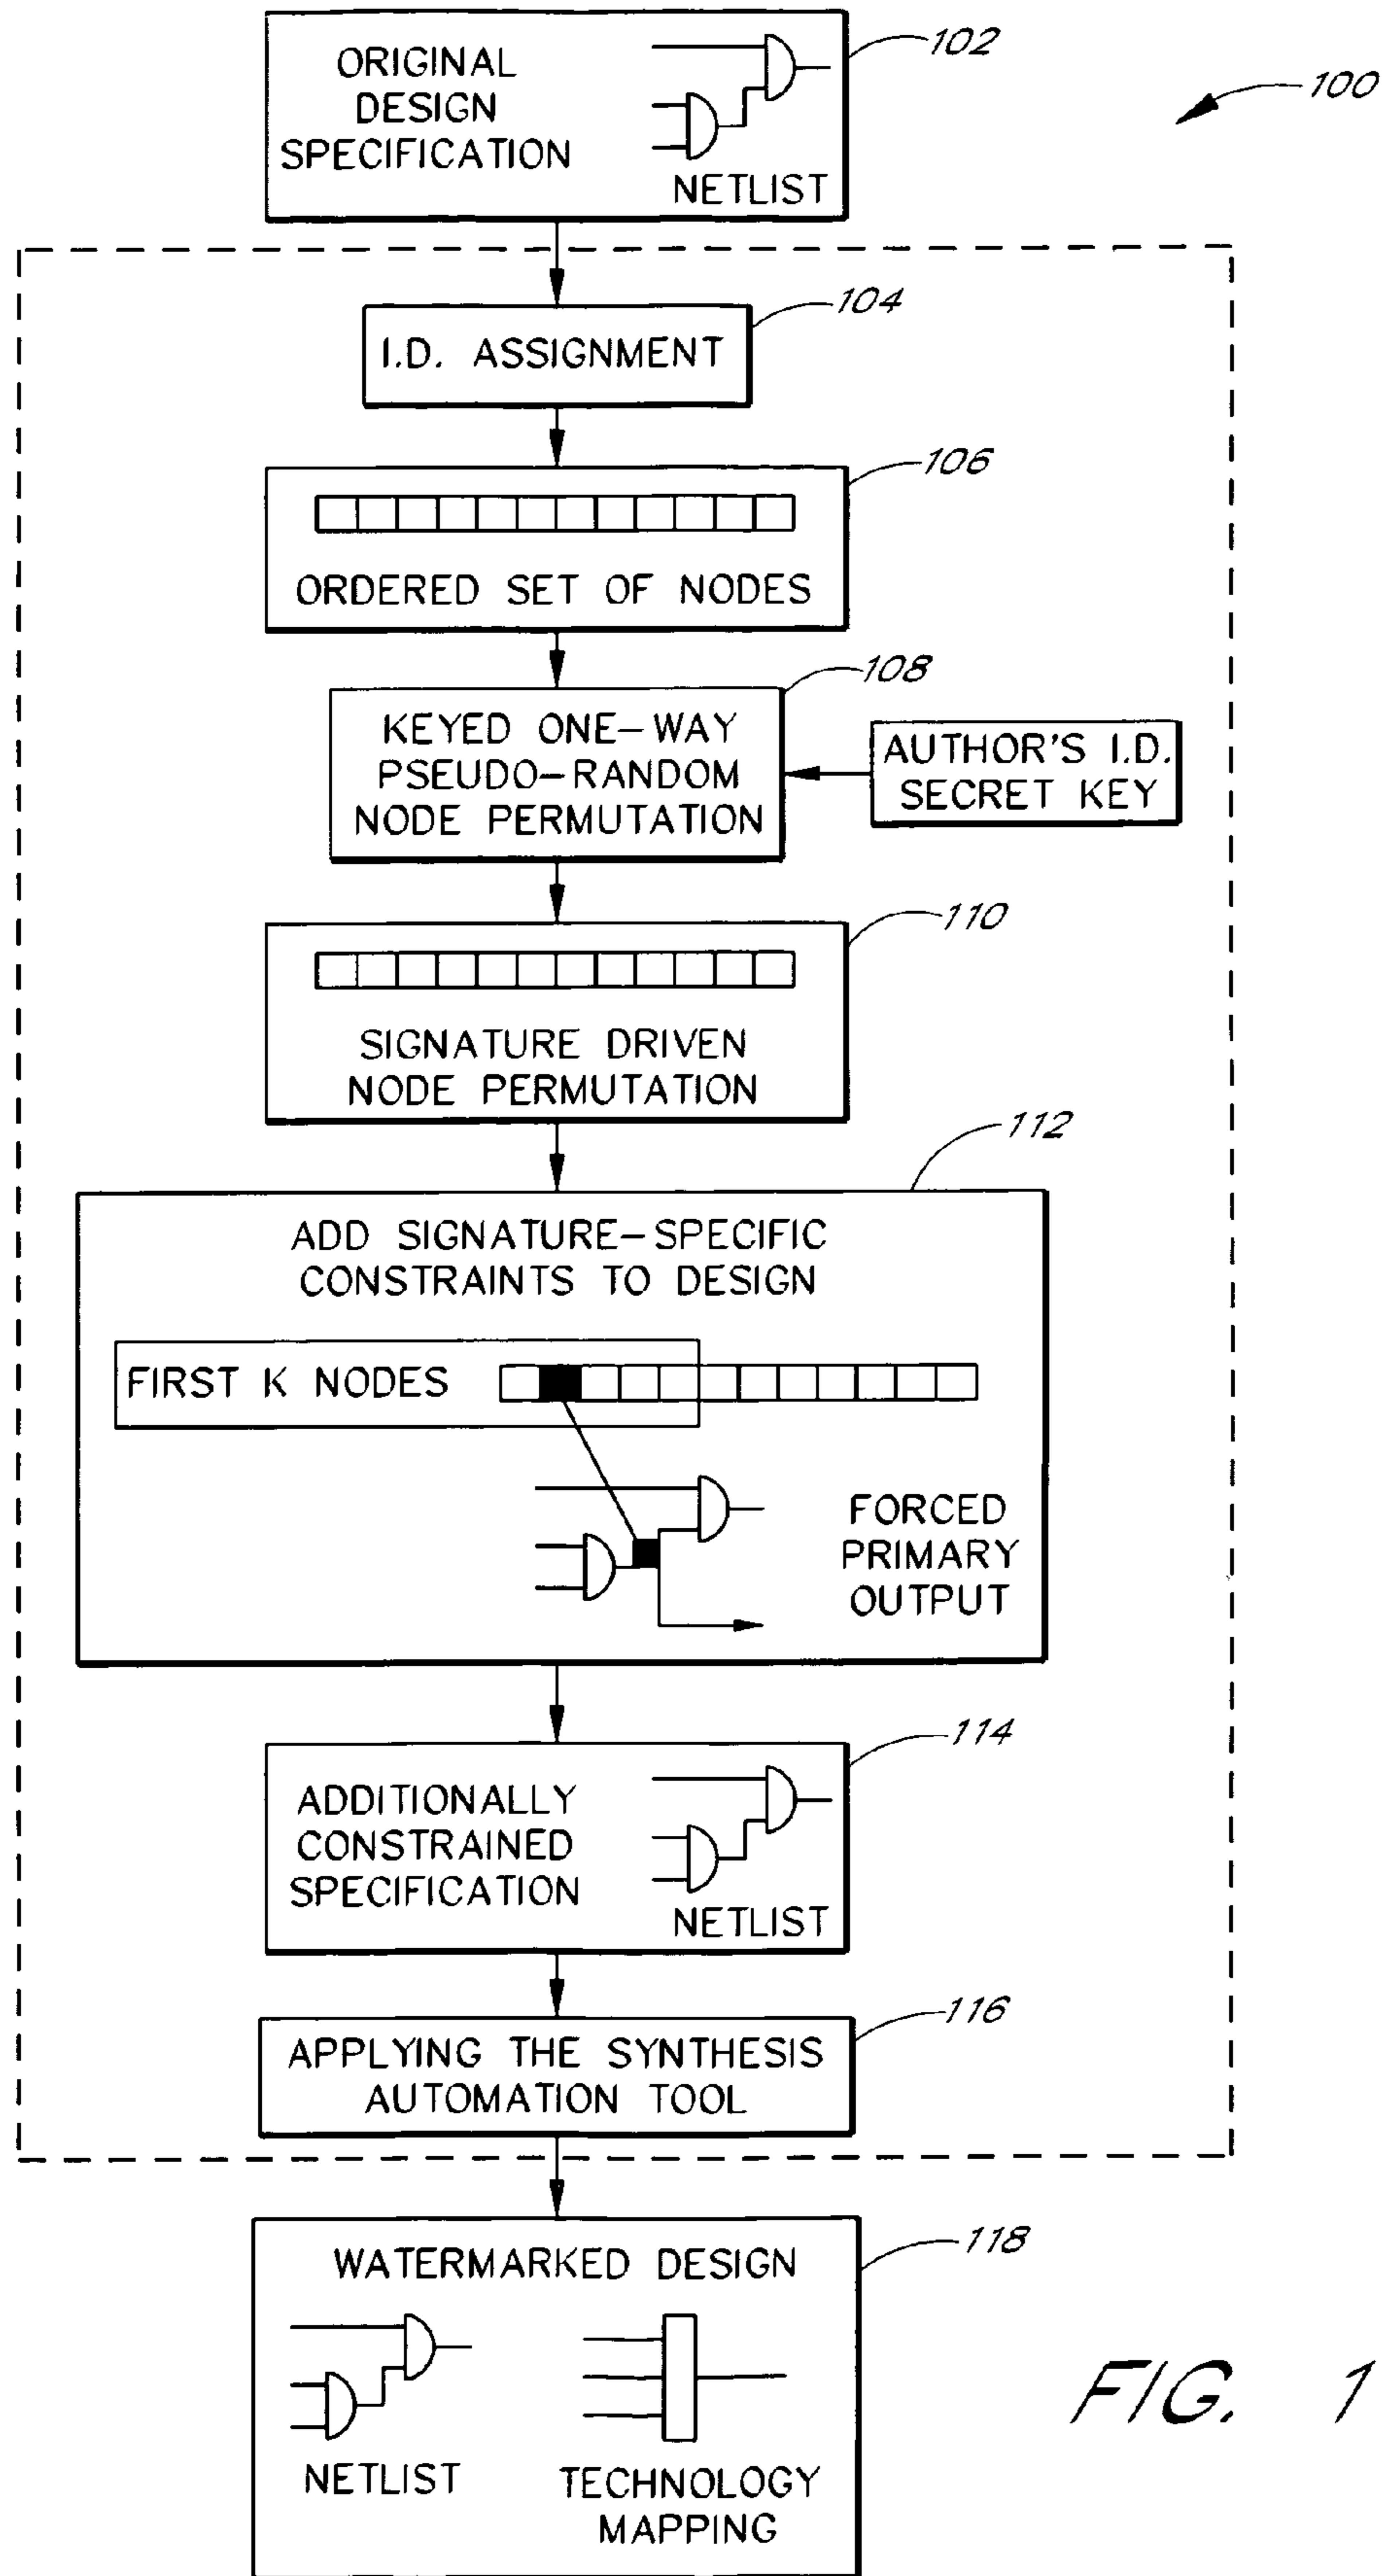 ORIGINAL
DESIGN
SPECIFICATION
NETLIST
102
100
104
I.D. ASSIGNMENT
106
ORDERED SET OF NODES
108
KEYED ONE-WAY
PSEUDO-RANDOM
NODE PERMUTATION
AUTHOR'S I.D.
SECRET KEY
110
SIGNATURE DRIVEN
NODE PERMUTATION
112
ADD SIGNATURE-SPECIFIC
CONSTRAINTS TO DESIGN
FIRST K NODES
FORCED
PRIMARY
OUTPUT
114
ADDITIONALLY
CONSTRAINED
SPECIFICATION
NETLIST
116
APPLYING THE SYNTHESIS
AUTOMATION TOOL
118
WATERMARKED DESIGN
NETLIST
TECHNOLOGY
MAPPING
FIG. 1